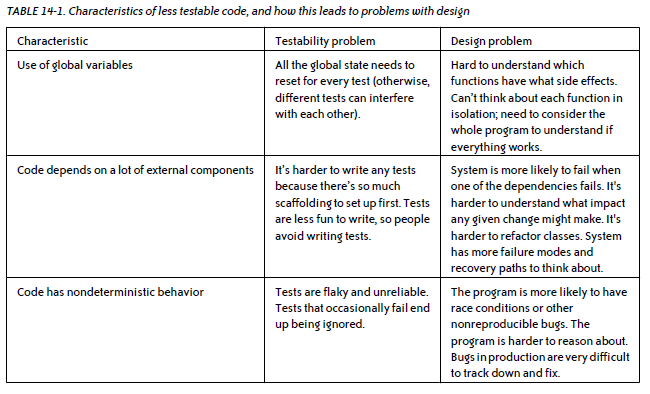 TABLE 14-1. Characteristics of less testable code, and how this leads to problems with design
Characteristic
Testability problem
Design problem
Use of global variables
All the global state needs to
reset for every test (otherwise,
different tests can interfere
with each other).
Hard to understand which
functions have what side effects.
Can't think about each function in
isolation; need to consider the
whole program to understand if
everything works.
Code depends on a lot of external components
It's harder to write any tests
because there's so much
scaffolding to set up first. Tests
are less fun to write, so people
avoid writing tests.
System is more likely to fail when
one of the dependencies fails. It's
harder to understand what impact
any given change might make. It's
harder to refactor classes. System
has more failure modes and
recovery paths to think about.
Code has nondeterministic behavior
Tests are flaky and unreliable.
Tests that occasionally fail end
up being ignored.
The program is more likely to have
race conditions or other
nonreproducible bugs. The
program is harder to reason about.
Bugs in production are very difficult
to track down and fix.